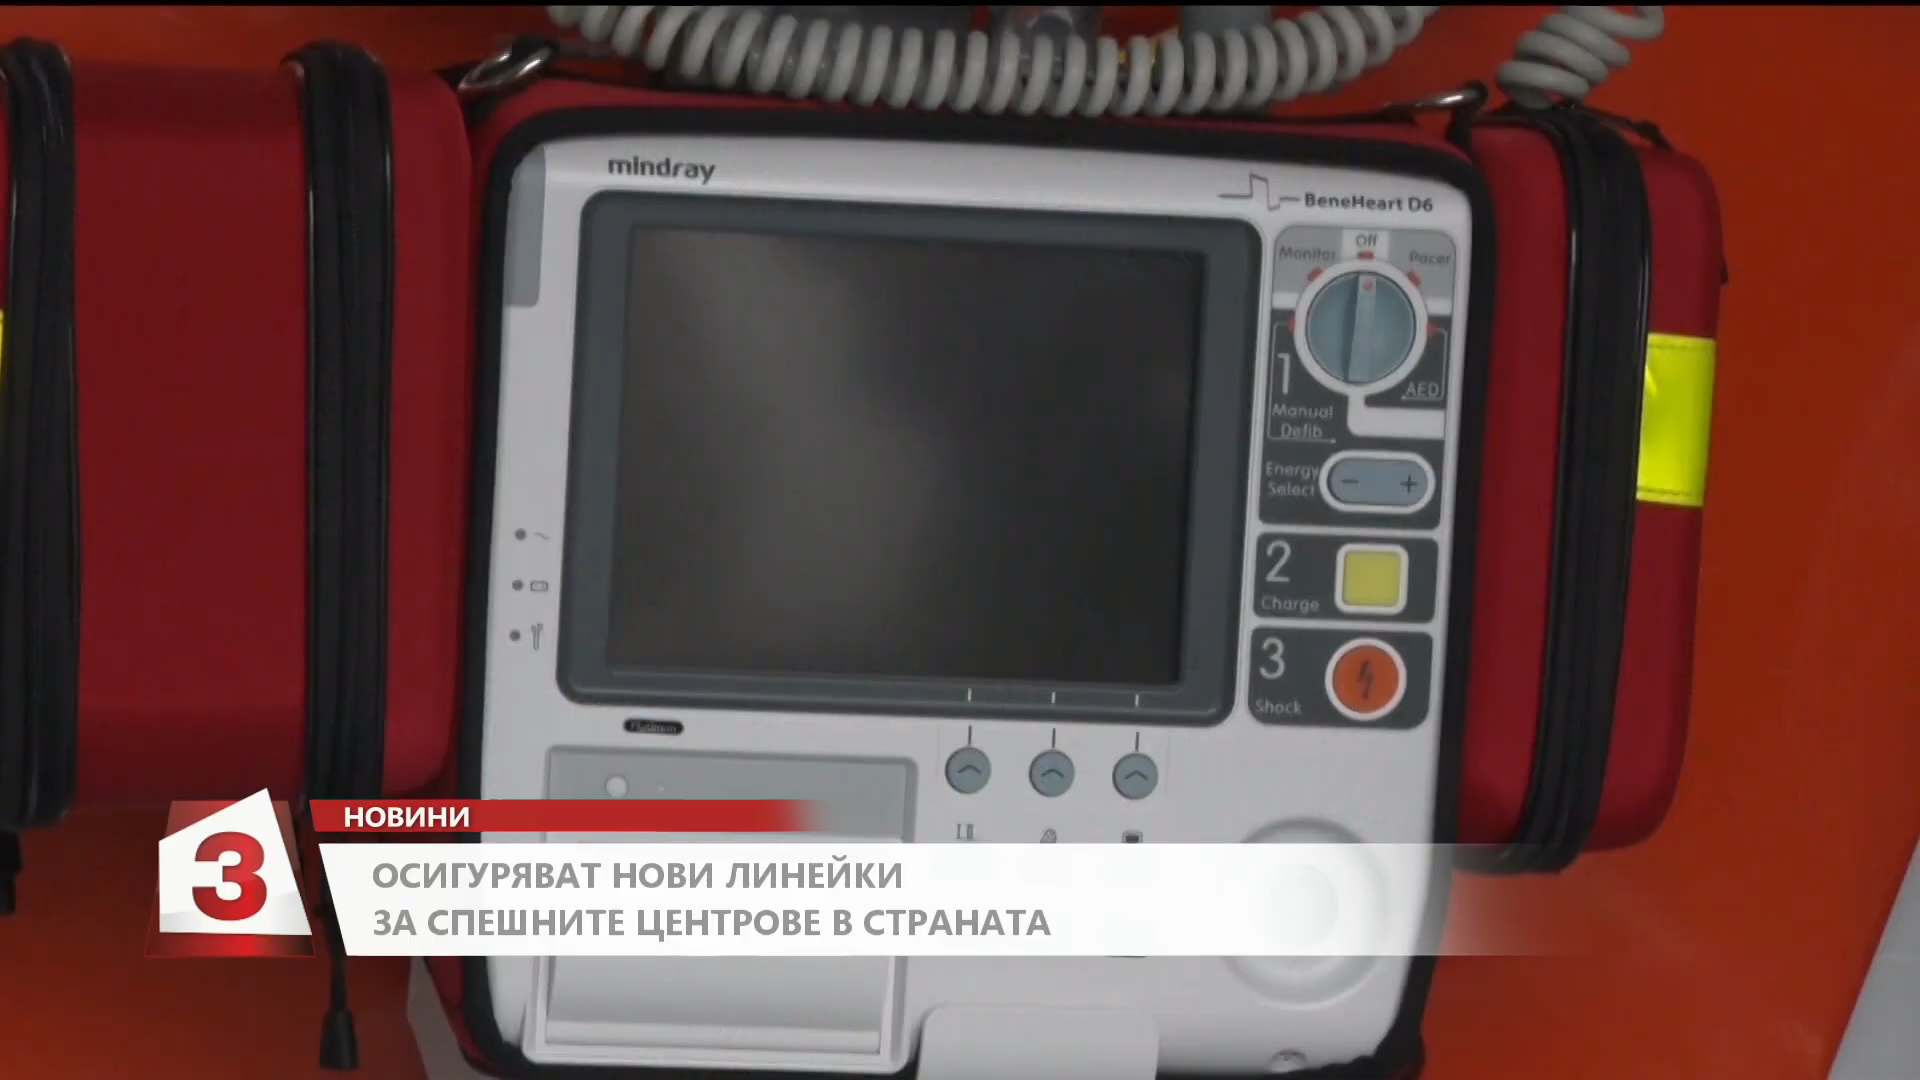 mindray
BeneHeart D6
Off
Monitor
Pacer
1
AED
Manual
Defib
Energy
Select
- +
2
Charge
3
Shock
Platinum
НОВИНИ
3
ОСИГУРЯВАТ НОВИ ЛИНЕЙКИ
ЗА СПЕШНИТЕ ЦЕНТРОВЕ В СТРАНАТА